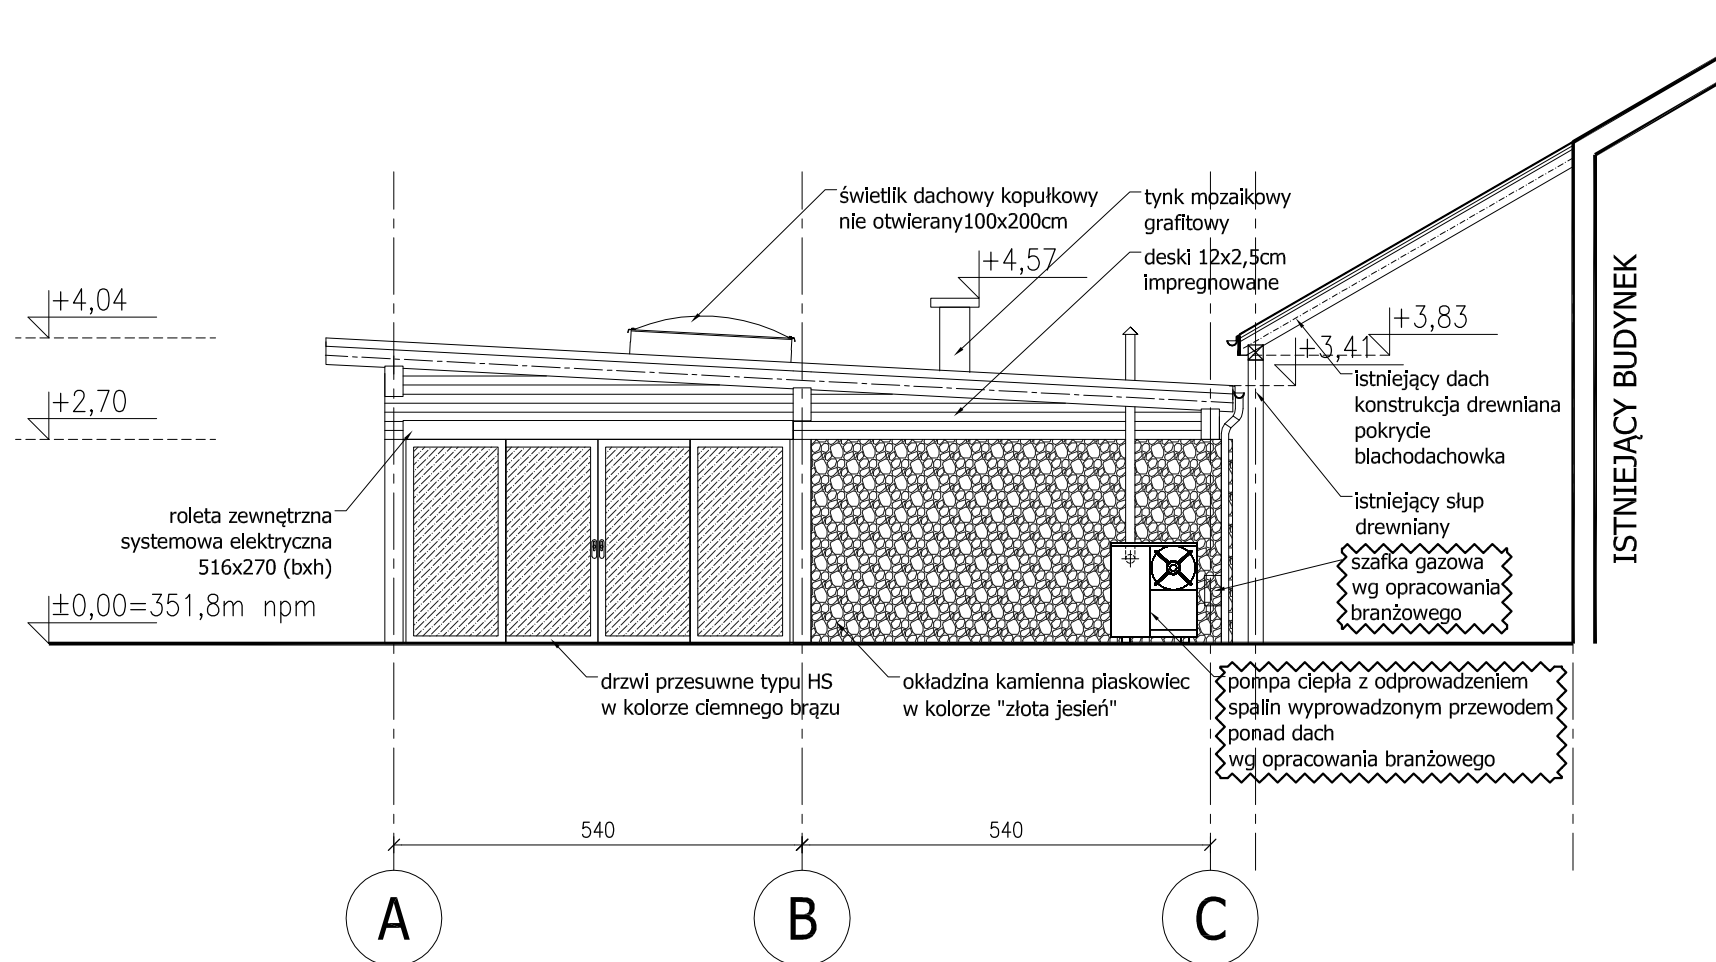 świetlik dachowy kopułkowy
nie otwierany100x200cm
tynk mozaikowy
grafitowy
deski 12x2,5cm
impregnowane
+4,57
+4,04
+3,83
+3,41
+2,70
istniejący dach
konstrukcja drewniana
pokrycie
blachodachowka
ISTNIEJĄCY BUDYNEK
istniejący słup
drewniany
roleta zewnętrzna
systemowa elektryczna
516x270 (bxh)
szafka gazowa
wg opracowania
branżowego
±0,00=351,8m npm
drzwi przesuwne typu HS
w kolorze ciemnego brązu
okładzina kamienna piaskowiec
w kolorze "złota jesień"
pompa ciepła z odprowadzeniem
spalin wyprowadzonym przewodem
ponad dach
wg opracowania branżowego
540
540
A
B
C